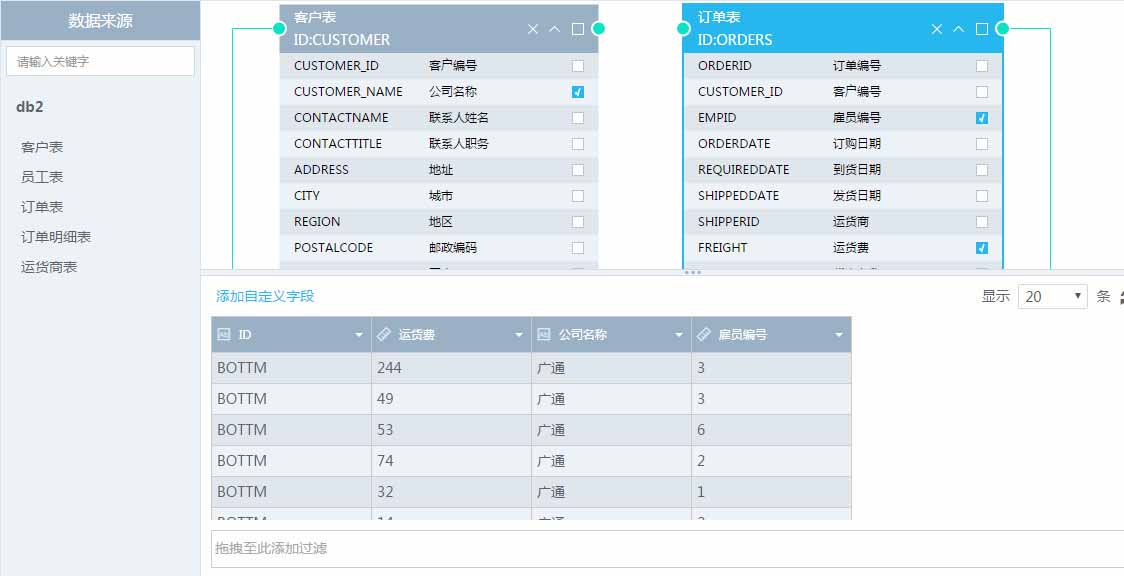 数据来源
请输入关键字
db2
客户表
员工表
订单表
订单明细表
运货商表
客户表
ID:CUSTOMER
CUSTOMER_ID 客户编号
CUSTOMER_NAME 公司名称
CONTACTNAME 联系人姓名
CONTACTTITLE 联系人职务
ADDRESS 地址
CITY 城市
REGION 地区
POSTALCODE 邮政编码
订单表
ID:ORDERS
ORDERID 订单编号
CUSTOMER_ID 客户编号
EMPID 雇员编号
ORDERDATE 订购日期
REQUIREDDATE 到货日期
SHIPPEDDATE 发货日期
SHIPPERID 运货商
FREIGHT 运货费
添加自定义字段
显示 20 条
ID 运货费 公司名称 雇员编号
BOTTM 244 广通 3
BOTTM 49 广通 3
BOTTM 53 广通 6
BOTTM 74 广通 2
BOTTM 32 广通 1
拖拽至此添加过滤